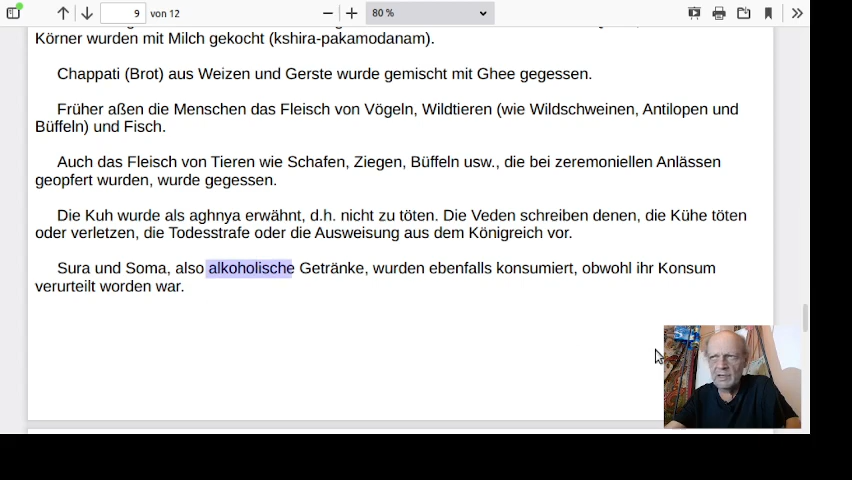 9 von 12 80 %
Körner wurden mit Milch gekocht (kshira-pakamodanam).
Chappati (Brot) aus Weizen und Gerste wurde gemischt mit Ghee gegessen.
Früher aßen die Menschen das Fleisch von Vögeln, Wildtieren (wie Wildschweinen, Antilopen und
Büffeln) und Fisch.
Auch das Fleisch von Tieren wie Schafen, Ziegen, Büffeln usw., die bei zeremoniellen Anlässen
geopfert wurden, wurde gegessen.
Die Kuh wurde als aghnya erwähnt, d.h. nicht zu töten. Die Veden schreiben denen, die Kühe töten
oder verletzen, die Todesstrafe oder die Ausweisung aus dem Königreich vor.
Sura und Soma, also alkoholische Getränke, wurden ebenfalls konsumiert, obwohl ihr Konsum
verurteilt worden war.